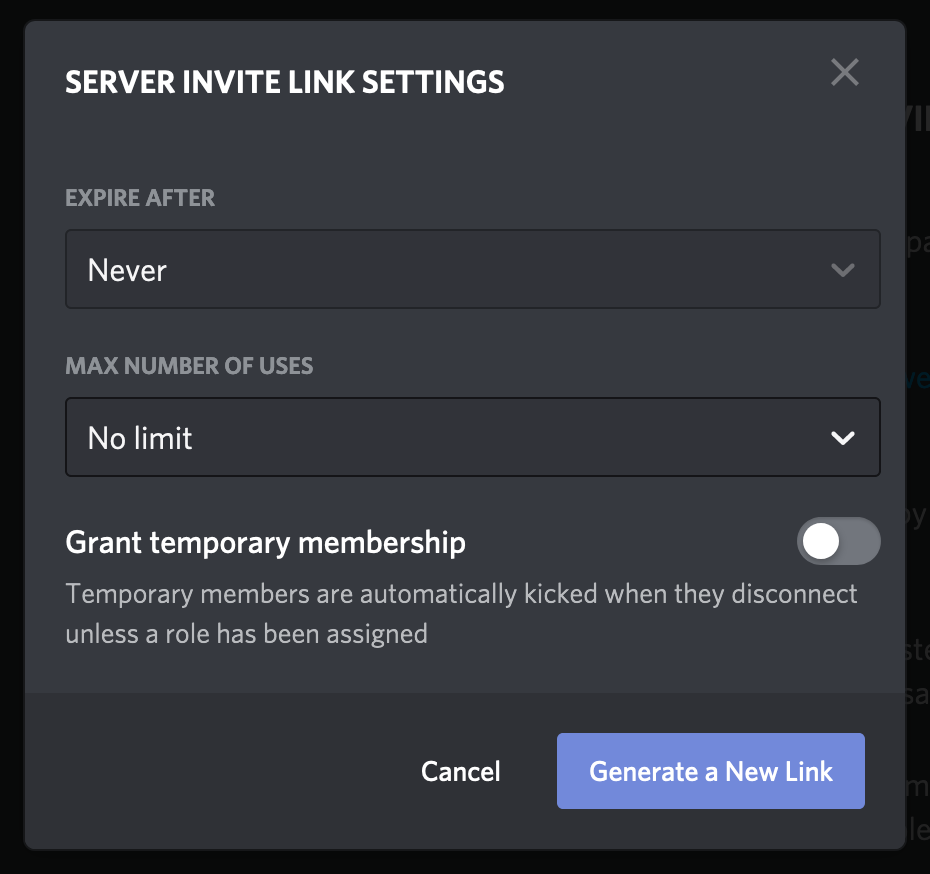 SERVER INVITE LINK SETTINGS
EXPIRE AFTER
Never
MAX NUMBER OF USES
No limit
Grant temporary membership
Temporary members are automatically kicked when they disconnect
unless a role has been assigned
Cancel
Generate a New Link